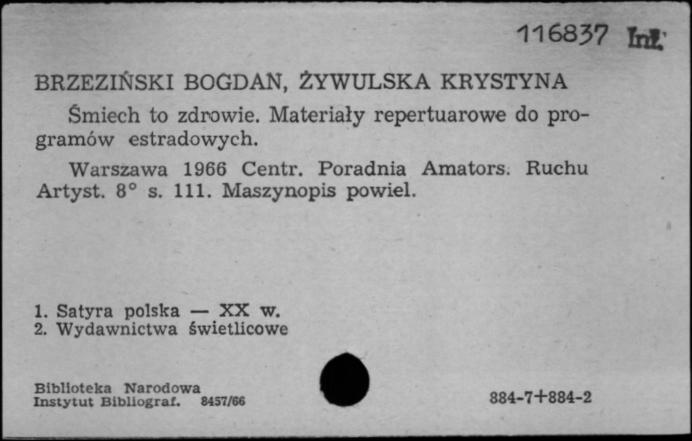 116837 Inf.
BRZEZIŃSKI BOGDAN, ŻYWULSKA KRYSTYNA
Śmiech to zdrowie. Materiały repertuarowe do pro-
gramów estradowych.
Warszawa 1966 Centr. Poradnia Amators. Ruchu
Artyst. 8° s. 111. Maszynopis powiel.
1. Satyra polska — XX w.
2. Wydawnictwa świetlicowe
Biblioteka Narodowa
Instytut Bibliograf. 8457/66
884-7+884-2